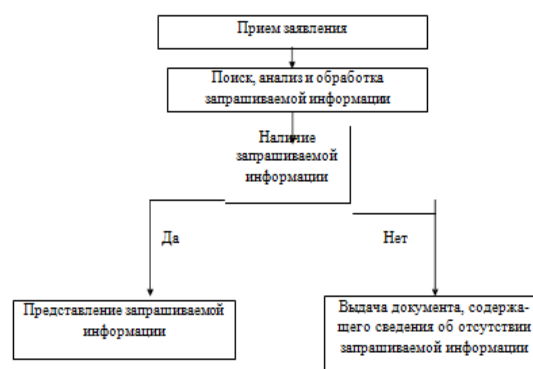 Прием заявления
Поиск, анализ и обработка
запрашиваемой информации
Наличие
запрашиваемой
информации
Да
Нет
Представление запрашиваемой
информации
Выдача документа, содержа-
щего сведения об отсутствии
запрашиваемой информации